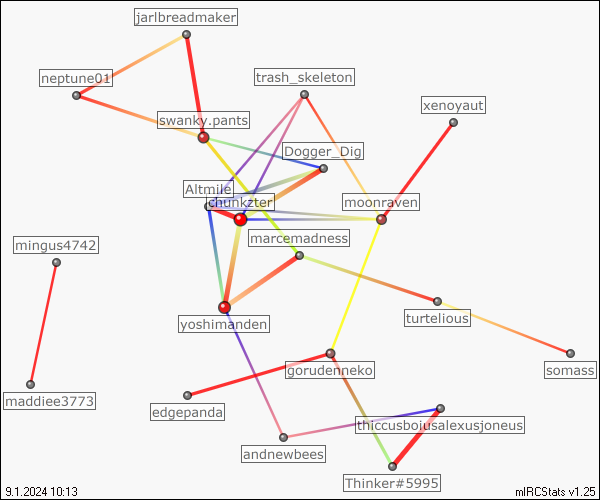 jarlbreadmaker
neptune01
trash_skeleton
xenoyaut
swanky.pants
Dogger_Dig
Altmile
moonraven
mingus4742
marcemadness
yoshimanden
turtelious
gorudenneko
somass
maddiee3773
edgepanda
thiccusboiusalexusjoneus
andnewbees
Thinker#5995
9.1.2024 10:13
mIRCStats v1.25